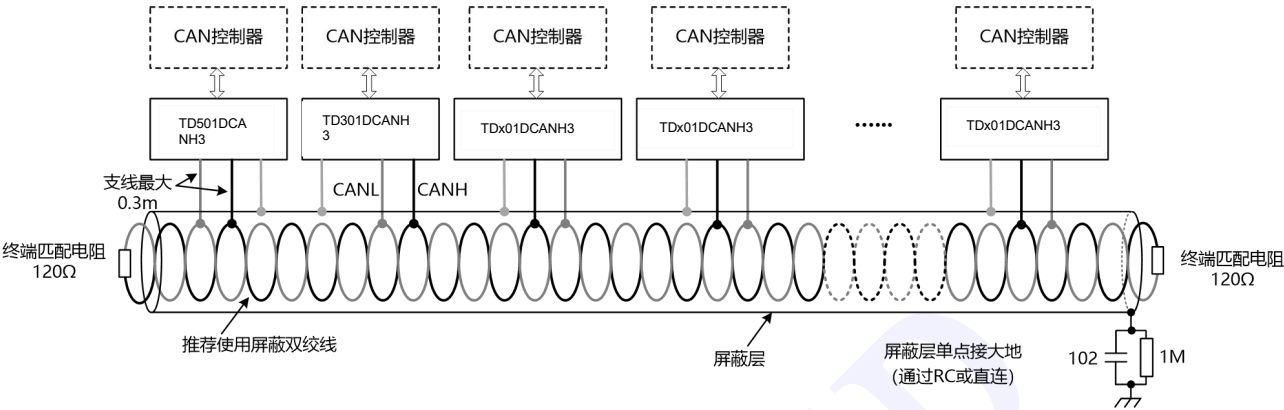 CAN控制器
CAN控制器
CAN控制器
CAN控制器
CAN控制器
TD501DCA
NH3
TD301DCANH
3
TDx01DCANH3
TDx01DCANH3
......
TDx01DCANH3
支线最大
0.3m
CANL
CANH
终端匹配电阻
120Ω
终端匹配电阻
120Ω
推荐使用屏蔽双绞线
屏蔽层
屏蔽层单点接大地
(通过RC或直连)
102
1M